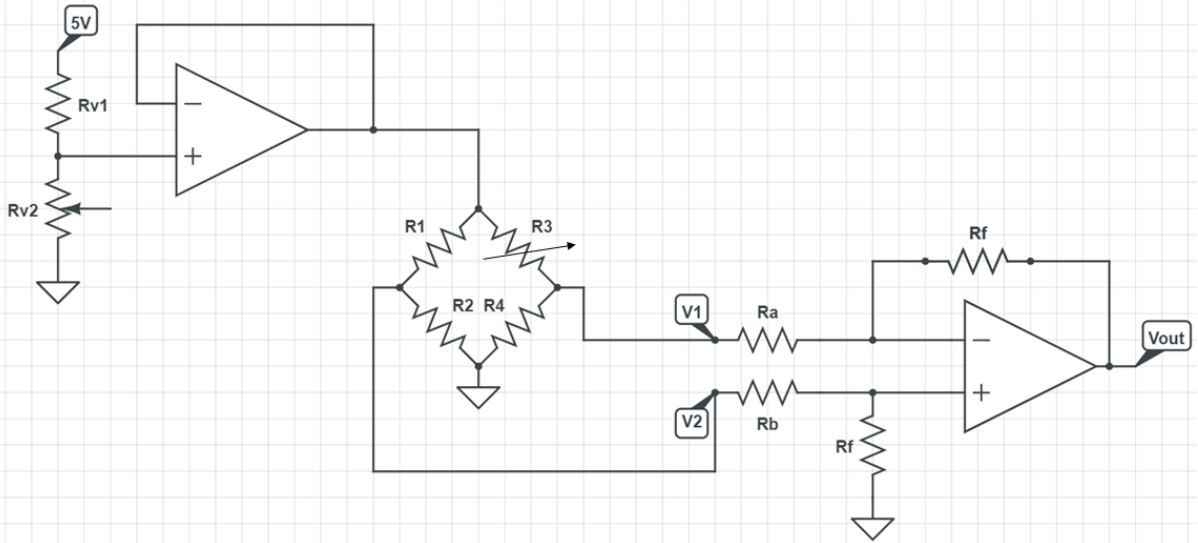 5V
Rv1
Rv2
−
+
R1
R3
R2 R4
V1
Ra
Rf
−
+
Vout
V2
Rb
Rf